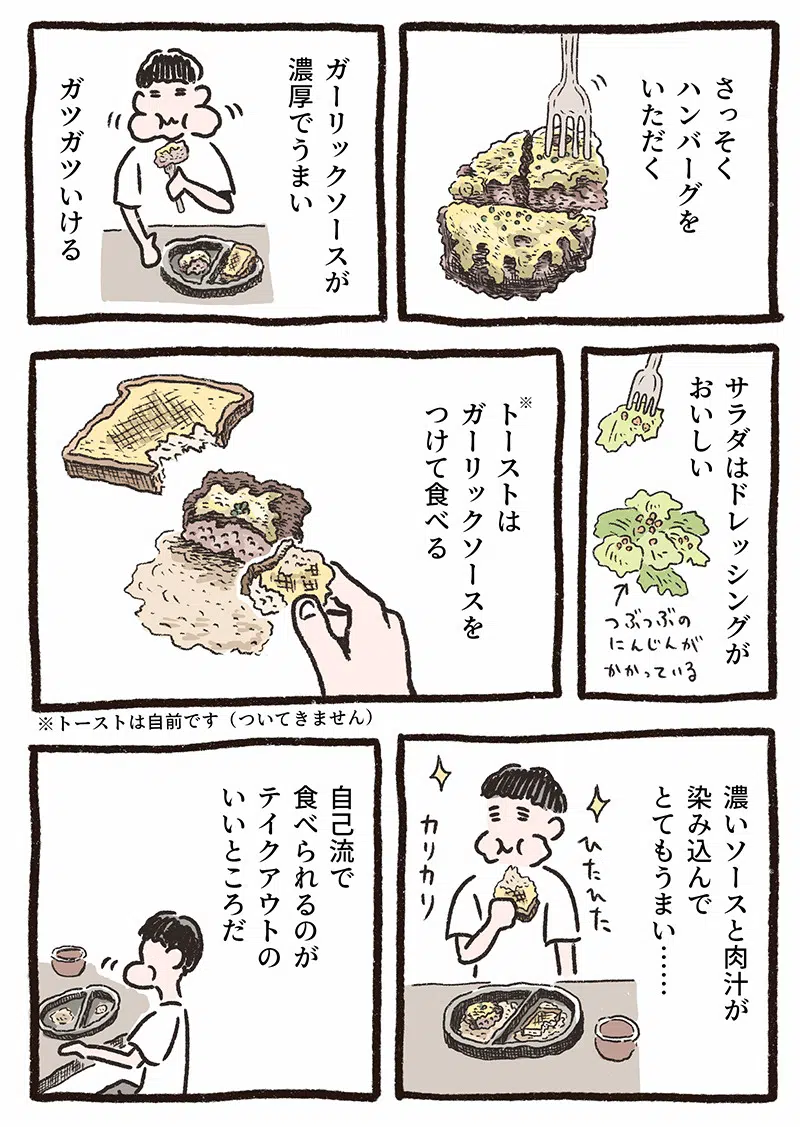 さっそく
ハンバーグを
いただく
ガーリックソースが
濃厚でうまい
ガツガツいける
サラダはドレッシングが
おいしい
つぶつぶの
にんじんが
かかっている
※トーストは
ガーリックソースを
つけて食べる
※トーストは自前です（ついてきません）
濃いソースと肉汁が
染み込んで
とてもうまい……
ひたひた
カリカリ
自己流で
食べられるのが
テイクアウトの
いいところだ